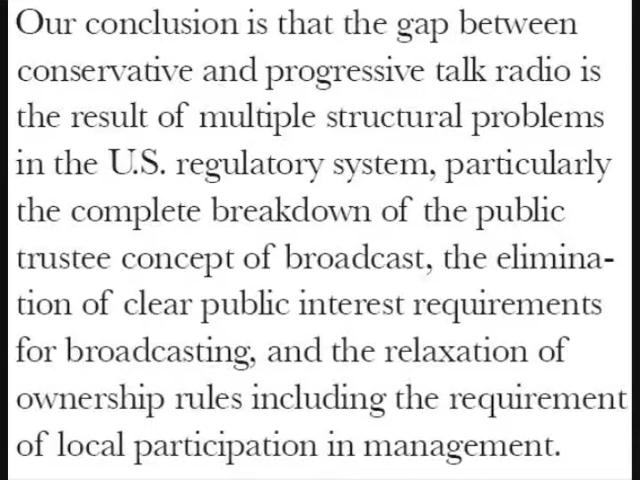 Our conclusion is that the gap between
conservative and progressive talk radio is
the result of multiple structural problems
in the U.S. regulatory system, particularly
the complete breakdown of the public
trustee concept of broadcast, the elimina-
tion of clear public interest requirements
for broadcasting, and the relaxation of
ownership rules including the requirement
of local participation in management.